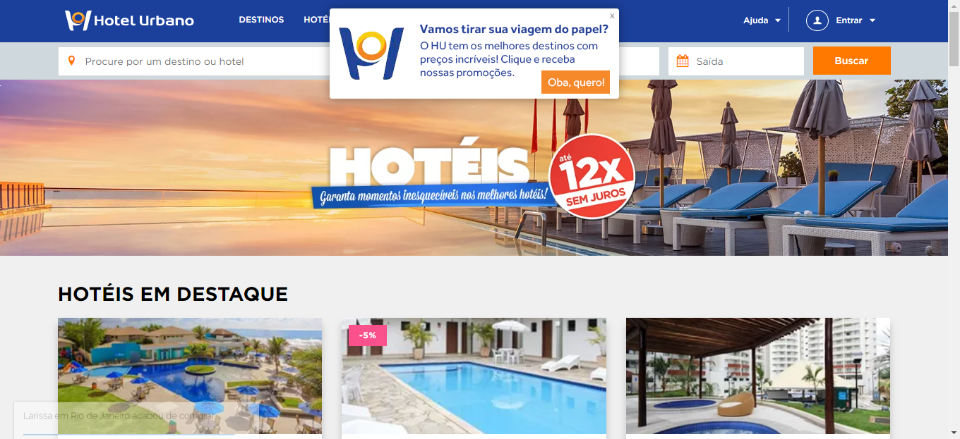 Hotel Urbano
DESTINOS
HOTÉ
Ajuda
Entrar
x
Vamos tirar sua viagem do papel?
O HU tem os melhores destinos com
preços incríveis! Clique e receba
nossas promoções.
Oba, quero!
Procure por um destino ou hotel
Saída
Buscar
HOTÉIS
Garanta momentos inesquecíveis nos melhores hotéis!
até
12x
SEM JUROS
HOTÉIS EM DESTAQUE
-5%
Larissa em Rio de Janeiro acabou de comprar